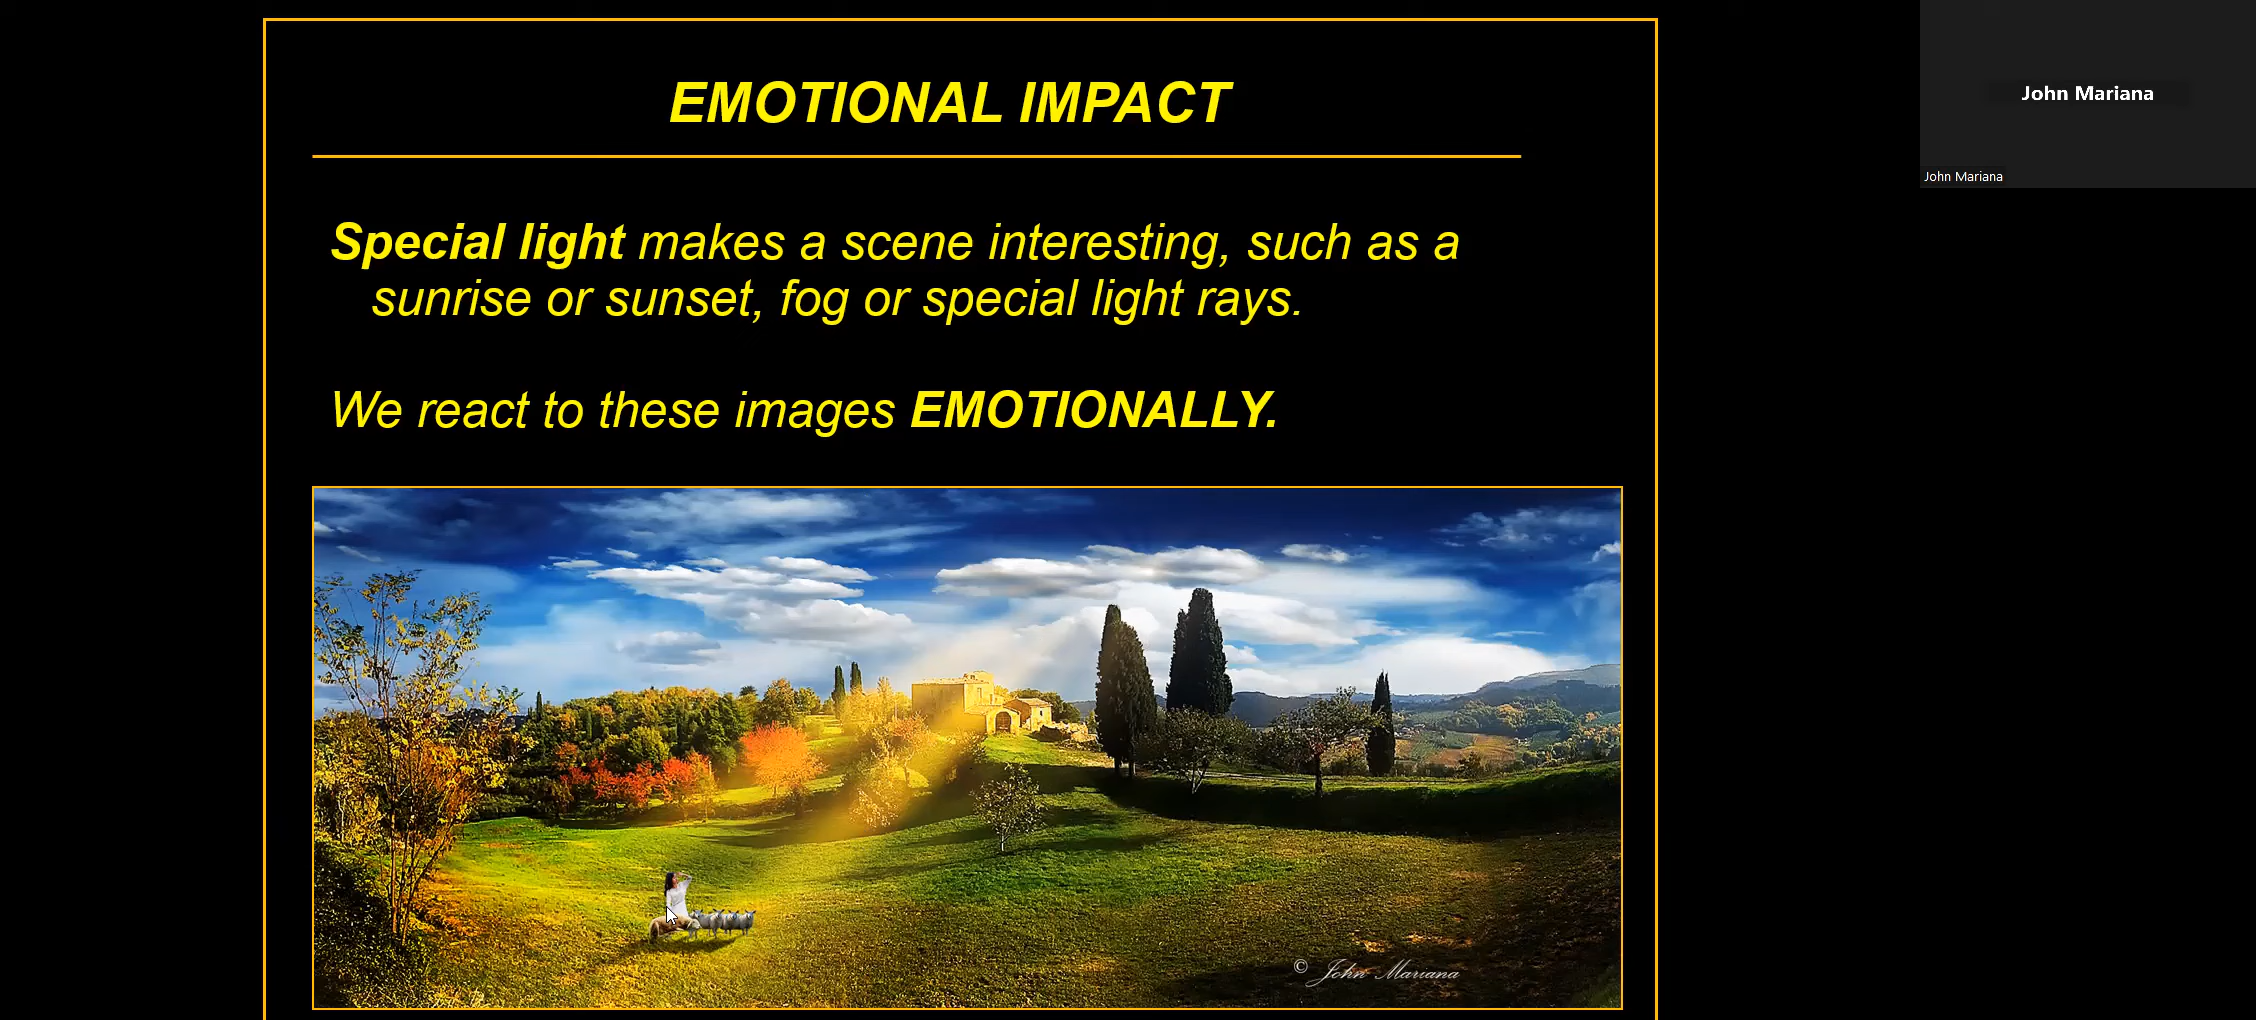 EMOTIONAL IMPACT
Special light makes a scene interesting, such as a
sunrise or sunset, fog or special light rays.
We react to these images EMOTIONALLY.
© John Mariana
John Mariana
John Mariana